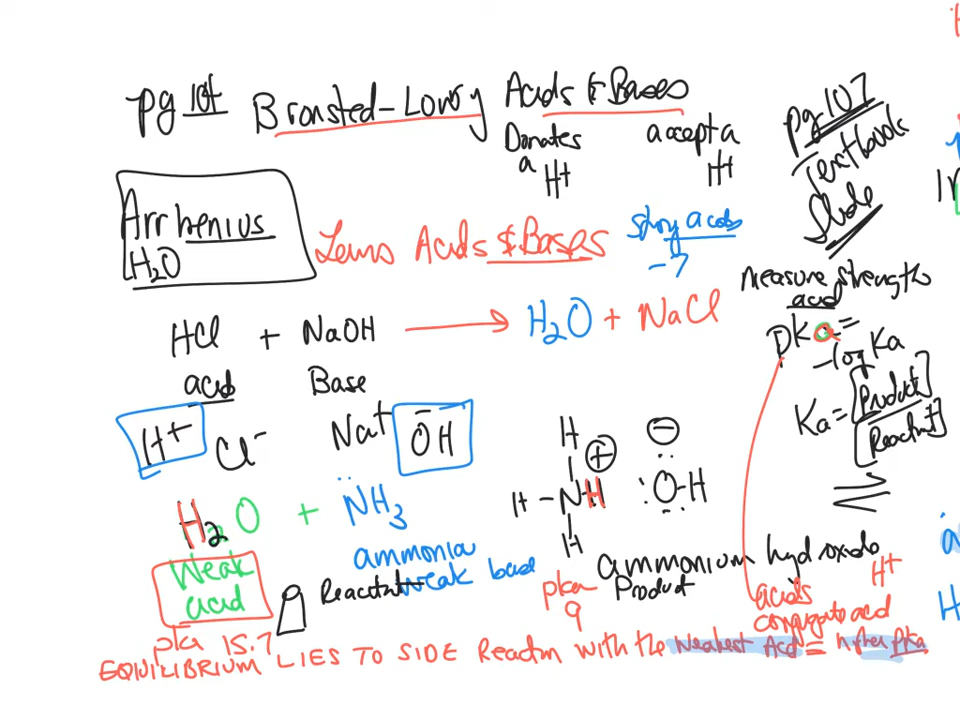 pg 107 Bronsted-Lowry Acids & Bases
Donates a H+
accept a H+
pg 107
Textbook
Slide
Arrhenius
H2O
Lewis Acids & Bases
strong acids
-7
measure strength
acid
pKa =
-log Ka
Ka = [Product]
[Reactant]
HCl + NaOH → H2O + NaCl
acid Base
H+ Cl- Na+ OH-
H2O + NH3
H
H-NH ⊕
H
⊖
:O-H
⇌
Weak
acid
ammonia
weak base
Reactant
ammonium hydroxide
Product
pka
9
H+
acids
conjugate acid
pka 15.7
EQUILIBRIUM LIES TO SIDE Reactn with the Weakest Acid = higher pka